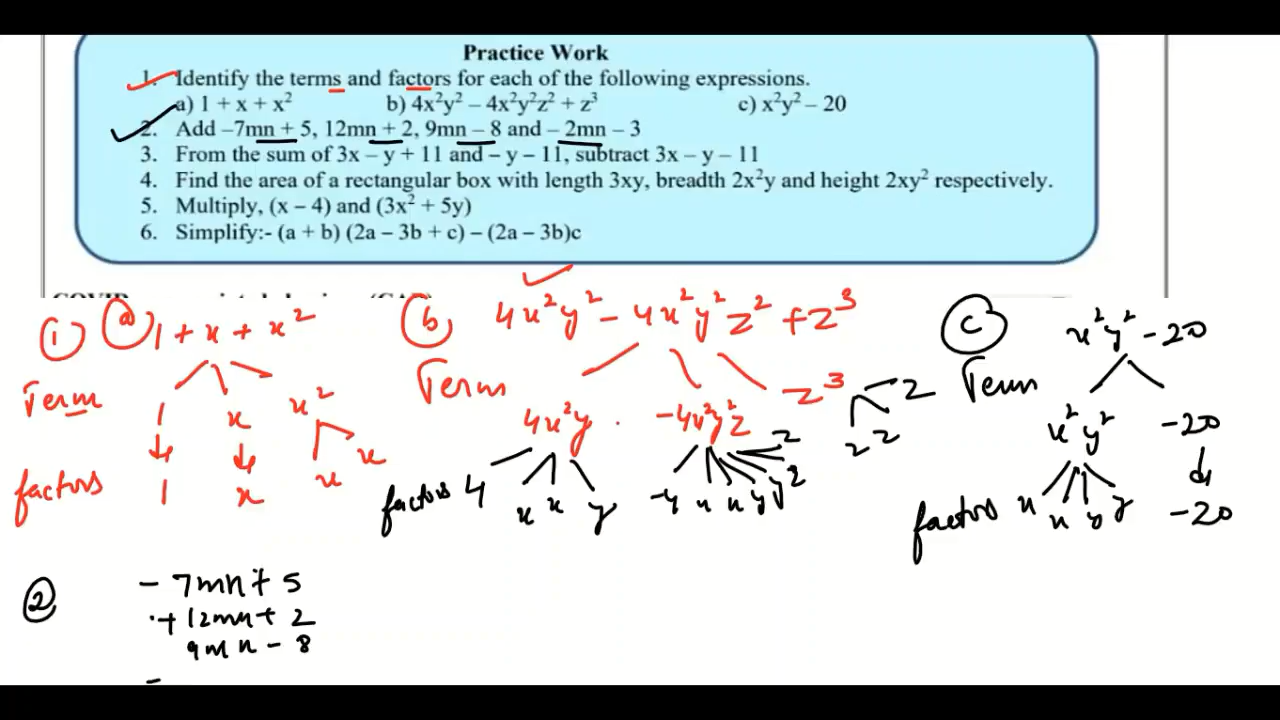 Practice Work
1. Identify the terms and factors for each of the following expressions.
a) 1 + x + x² b) 4x²y² – 4x²y²z² + z³ c) x²y² – 20
2. Add –7mn + 5, 12mn + 2, 9mn – 8 and – 2mn – 3
3. From the sum of 3x – y + 11 and – y – 11, subtract 3x – y – 11
4. Find the area of a rectangular box with length 3xy, breadth 2x²y and height 2xy² respectively.
5. Multiply, (x – 4) and (3x² + 5y)
6. Simplify:- (a + b) (2a – 3b + c) – (2a – 3b)c
① ⓐ 1 + x + x² ⓑ 4x²y² – 4x²y²z² + z³ ⓒ x²y² – 20
Term 1 x x² Term 4x²y –4x²y²z z³ Term x²y² –20
z z z
factors 1 x x x factors 4 x x y –4 x x y y z z factors x x y y –20
② – 7mn + 5
+ 12mn + 2
9mn – 8
–